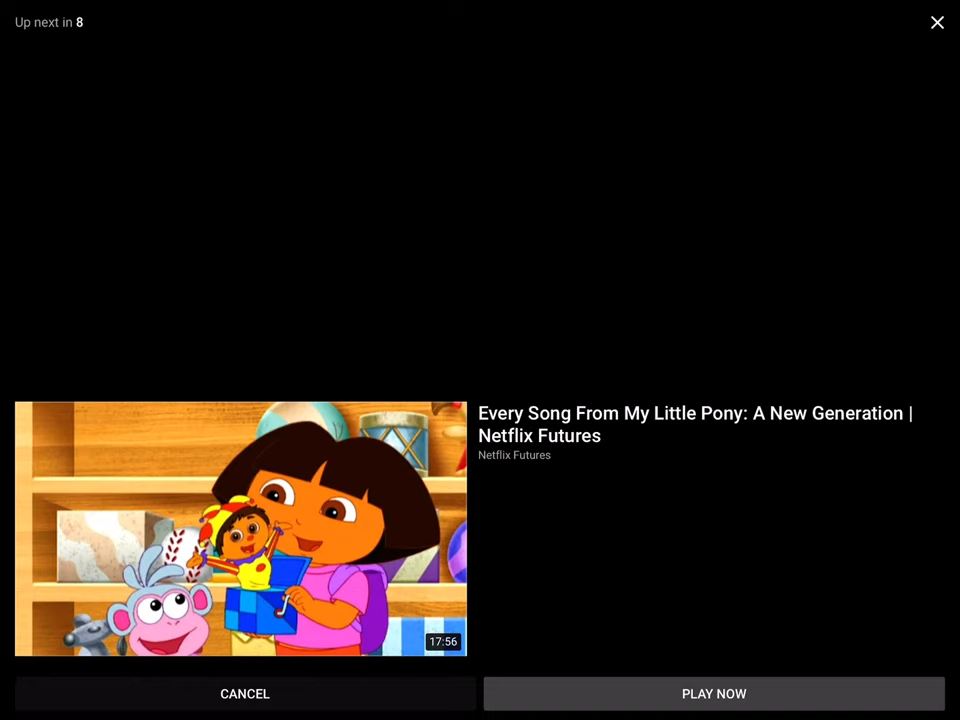 Up next in 8
Every Song From My Little Pony: A New Generation |
Netflix Futures
Netflix Futures
17:56
CANCEL
PLAY NOW